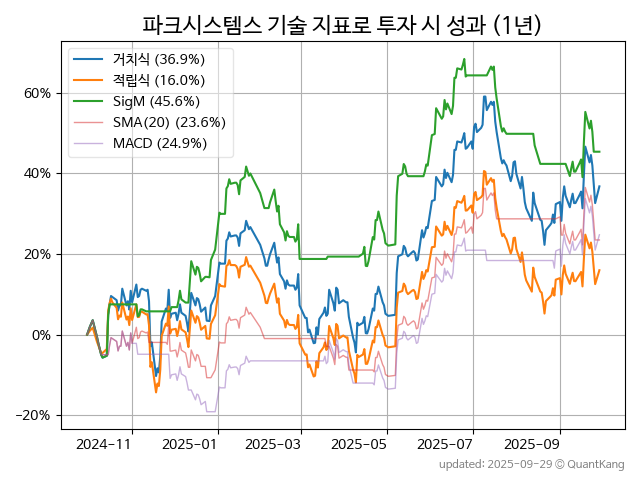 파크시스템스 기술 지표로 투자 시 성과 (1년)
거치식 (36.9%)
적립식 (16.0%)
SigM (45.6%)
SMA(20) (23.6%)
MACD (24.9%)
60%
40%
20%
0%
−20%
2024-11
2025-01
2025-03
2025-05
2025-07
2025-09
updated: 2025-09-29 © QuantKang